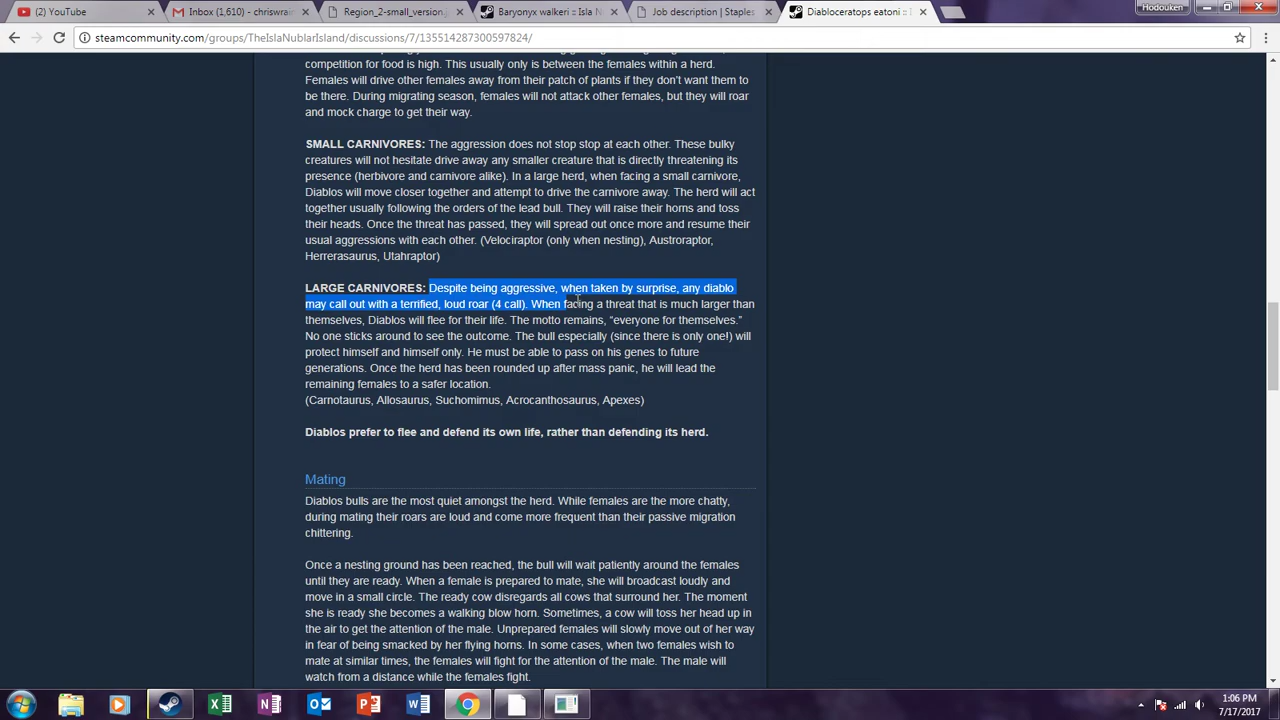 (2) YouTube
Inbox (1,610) - chriswrain
Region_2-small_version.j
Baryonyx walkeri :: Isla N
Job description | Staples
Diabloceratops eatoni ::
Hodouken
steamcommunity.com/groups/TheIslaNublarIsland/discussions/7/135514287300597824/
competition for food is high. This usually only is between the females within a herd.
Females will drive other females away from their patch of plants if they don't want them to
be there. During migrating season, females will not attack other females, but they will roar
and mock charge to get their way.
SMALL CARNIVORES: The aggression does not stop stop at each other. These bulky
creatures will not hesitate drive away any smaller creature that is directly threatening its
presence (herbivore and carnivore alike). In a large herd, when facing a small carnivore,
Diablos will move closer together and attempt to drive the carnivore away. The herd will act
together usually following the orders of the lead bull. They will raise their horns and toss
their heads. Once the threat has passed, they will spread out once more and resume their
usual aggressions with each other. (Velociraptor (only when nesting), Austroraptor,
Herrerasaurus, Utahraptor)
LARGE CARNIVORES: Despite being aggressive, when taken by surprise, any diablo
may call out with a terrified, loud roar (4 call). When facing a threat that is much larger than
themselves, Diablos will flee for their life. The motto remains, “everyone for themselves.”
No one sticks around to see the outcome. The bull especially (since there is only one!) will
protect himself and himself only. He must be able to pass on his genes to future
generations. Once the herd has been rounded up after mass panic, he will lead the
remaining females to a safer location.
(Carnotaurus, Allosaurus, Suchomimus, Acrocanthosaurus, Apexes)
Diablos prefer to flee and defend its own life, rather than defending its herd.
Mating
Diablos bulls are the most quiet amongst the herd. While females are the more chatty,
during mating their roars are loud and come more frequent than their passive migration
chittering.
Once a nesting ground has been reached, the bull will wait patiently around the females
until they are ready. When a female is prepared to mate, she will broadcast loudly and
move in a small circle. The ready cow disregards all cows that surround her. The moment
she is ready she becomes a walking blow horn. Sometimes, a cow will toss her head up in
the air to get the attention of the male. Unprepared females will slowly move out of her way
in fear of being smacked by her flying horns. In some cases, when two females wish to
mate at similar times, the females will fight for the attention of the male. The male will
watch from a distance while the females fight.
1:06 PM
7/17/2017